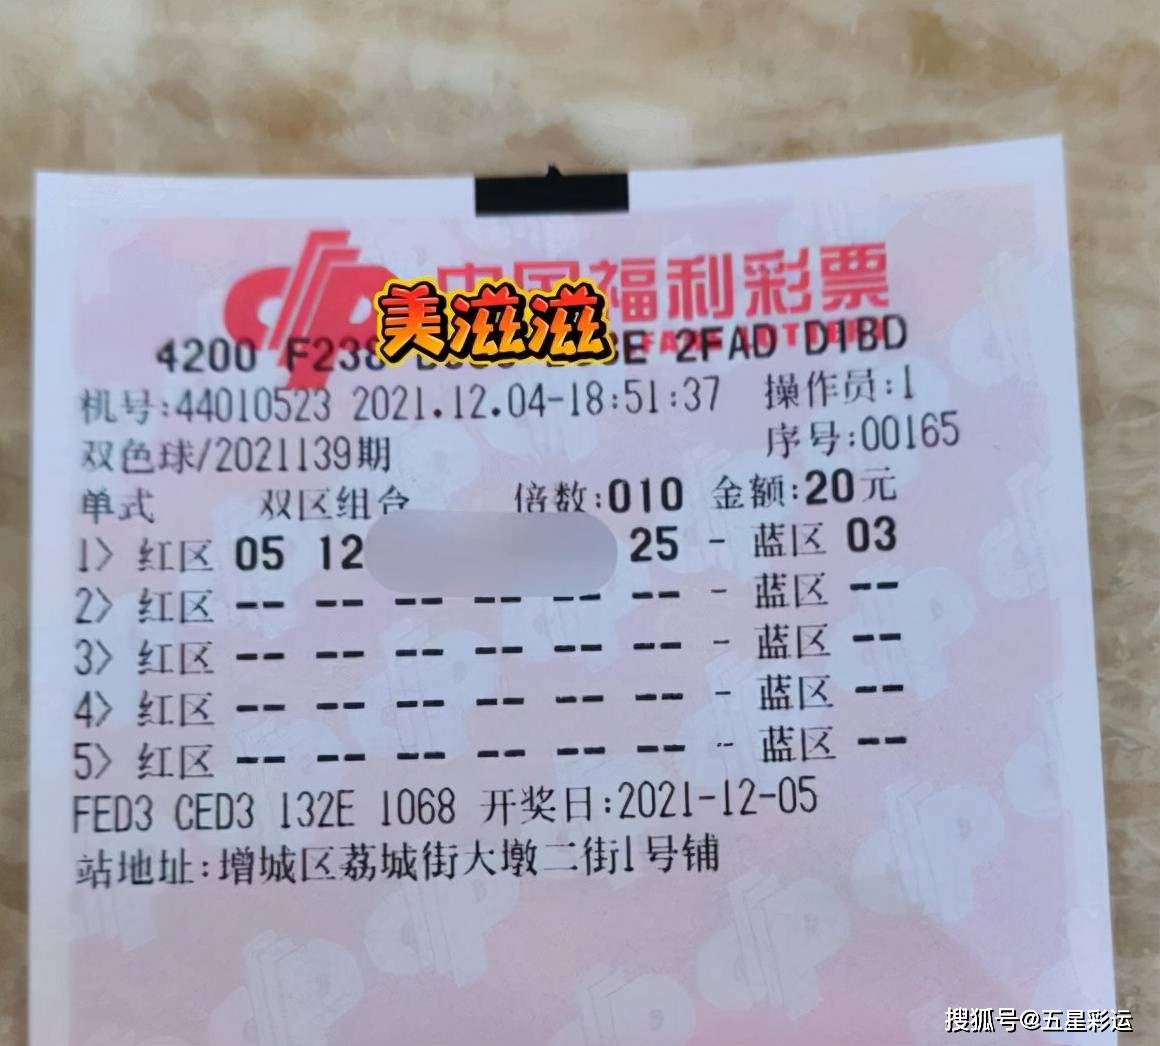 中国福利彩票
美滋滋
4200 F238 2FAD D1BD
机号:44010523 2021.12.04-18:51:37 操作员:1
双色球/2021139期 序号:00165
单式 双区组合 倍数:010 金额:20元
1> 红区 05 12 25 - 蓝区 03
2> 红区 -- -- -- -- -- -- - 蓝区 --
3> 红区 -- -- -- -- -- -- - 蓝区 --
4> 红区 -- -- -- -- -- -- - 蓝区 --
5> 红区 -- -- -- -- -- -- - 蓝区 --
FED3 CED3 132E 1068 开奖日:2021-12-05
站地址:增城区荔城街大墩二街1号铺
搜狐号@五星彩运